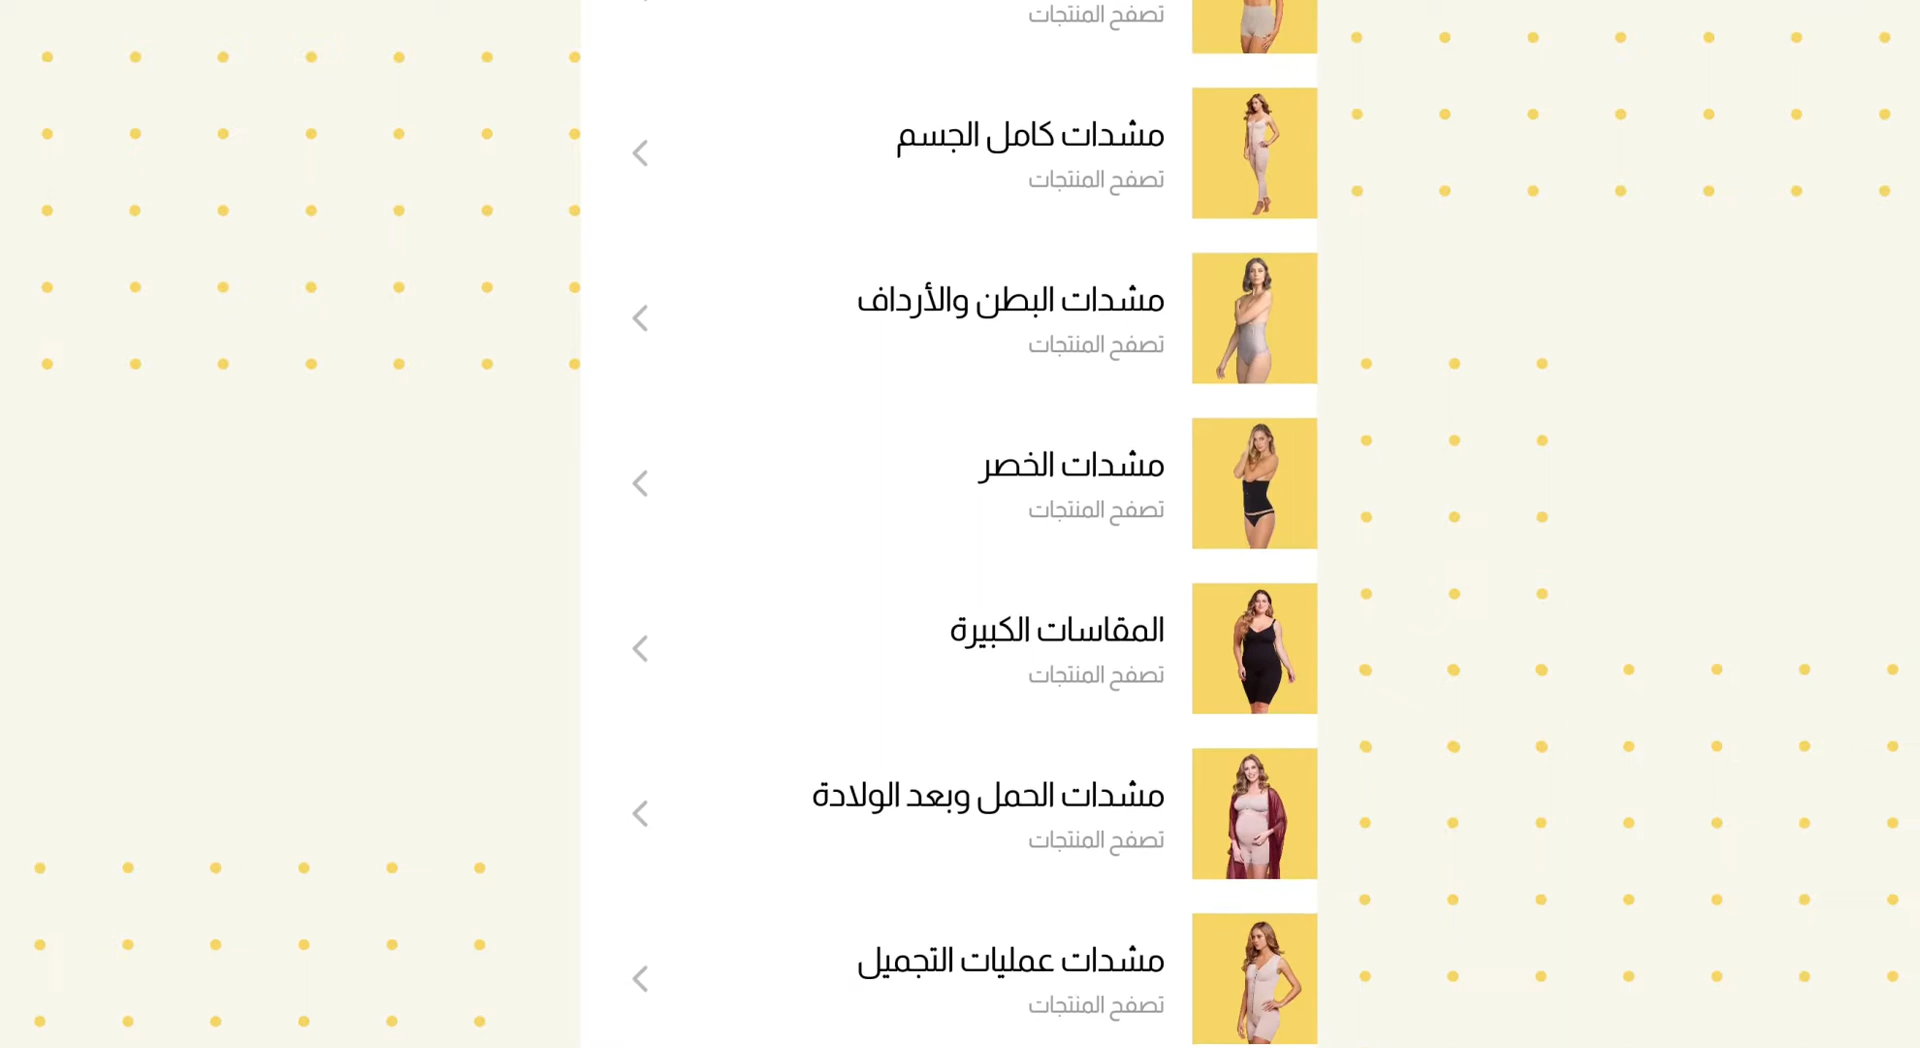 تصفح المنتجات
مشدات كامل الجسم
تصفح المنتجات
مشدات البطن والأرداف
تصفح المنتجات
مشدات الخصر
تصفح المنتجات
المقاسات الكبيرة
تصفح المنتجات
مشدات الحمل وبعد الولادة
تصفح المنتجات
مشدات عمليات التجميل
تصفح المنتجات